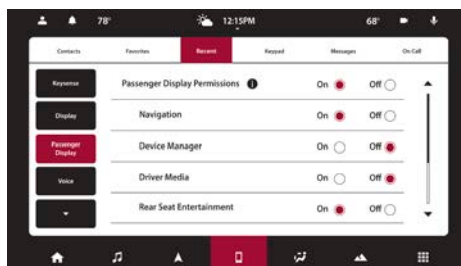 78° 12:15PM 68°
Contacts Favorites Recent Keypad Messages On Call
Keysense
Passenger Display Permissions On Off
Display
Navigation On Off
Passenger
Display
Device Manager On Off
Voice
Driver Media On Off
Rear Seat Entertainment On Off